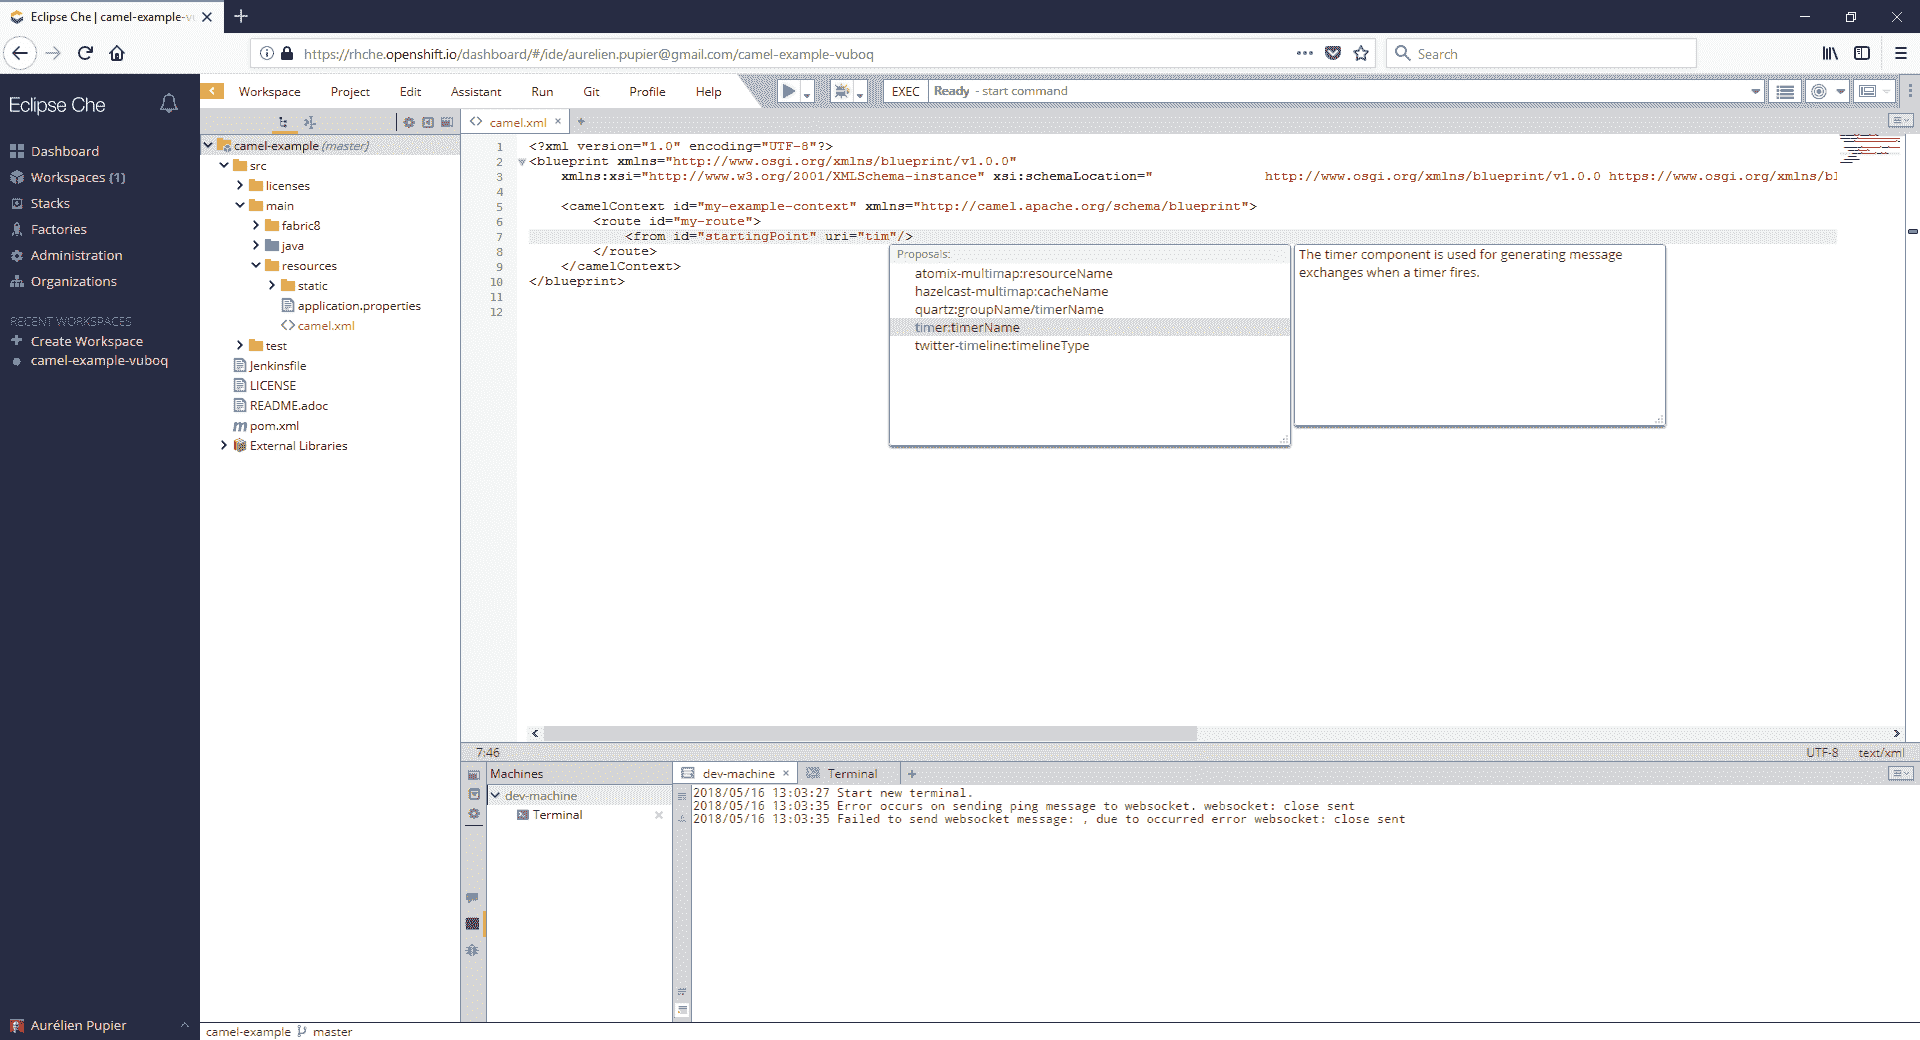 Eclipse Che | camel-example-vu
https://rhche.openshift.io/dashboard/#/ide/aurelien.pupier@gmail.com/camel-example-vuboq
Search
Eclipse Che
Dashboard
Workspaces (1)
Stacks
Factories
Administration
Organizations
RECENT WORKSPACES
Create Workspace
camel-example-vuboq
Aurélien Pupier
Workspace Project Edit Assistant Run Git Profile Help
EXEC Ready - start command
camel-example (master)
src
licenses
main
fabric8
java
resources
static
application.properties
camel.xml
test
Jenkinsfile
LICENSE
README.adoc
pom.xml
External Libraries
camel.xml
1 <?xml version="1.0" encoding="UTF-8"?>
2 <blueprint xmlns="http://www.osgi.org/xmlns/blueprint/v1.0.0"
3 xmlns:xsi="http://www.w3.org/2001/XMLSchema-instance" xsi:schemaLocation=" http://www.osgi.org/xmlns/blueprint/v1.0.0 https://www.osgi.org/xmlns/bl
4
5 <camelContext id="my-example-context" xmlns="http://camel.apache.org/schema/blueprint">
6 <route id="my-route">
7 <from id="startingPoint" uri="tim"/>
8 </route>
9 </camelContext>
10 </blueprint>
11
12
Proposals:
atomix-multimap:resourceName
hazelcast-multimap:cacheName
quartz:groupName/timerName
timer:timerName
twitter-timeline:timelineType
The timer component is used for generating message
exchanges when a timer fires.
7:46
UTF-8 text/xml
Machines
dev-machine
Terminal
dev-machine
Terminal
2018/05/16 13:03:27 Start new terminal.
2018/05/16 13:03:35 Error occurs on sending ping message to websocket. websocket: close sent
2018/05/16 13:03:35 Failed to send websocket message: , due to occurred error websocket: close sent
camel-example master